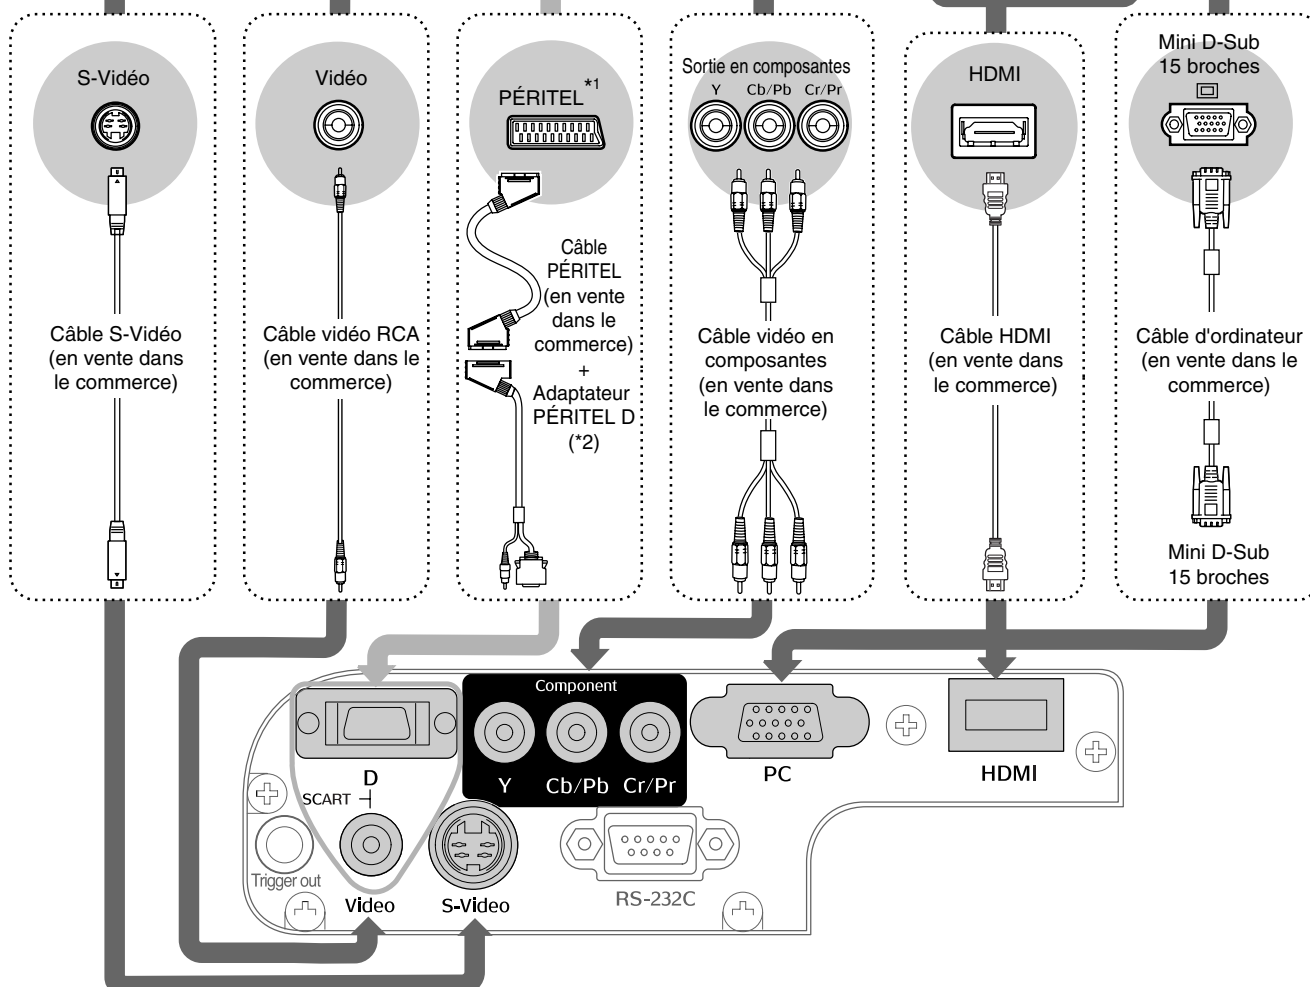 S-Vidéo
Câble S-Vidéo
(en vente dans
le commerce)
Vidéo
Câble vidéo RCA
(en vente dans le
commerce)
PÉRITEL*1
Câble
PÉRITEL
(en vente
dans le
commerce)
+
Adaptateur
PÉRITEL D
(*2)
Sortie en composantes
Y Cb/Pb Cr/Pr
Câble vidéo en
composantes
(en vente dans
le commerce)
HDMI
Câble HDMI
(en vente dans
le commerce)
Mini D-Sub
15 broches
Câble d'ordinateur
(en vente dans le
commerce)
Mini D-Sub
15 broches
Component
Y Cb/Pb Cr/Pr
PC
HDMI
D
SCART
Trigger out
Video
S-Video
RS-232C